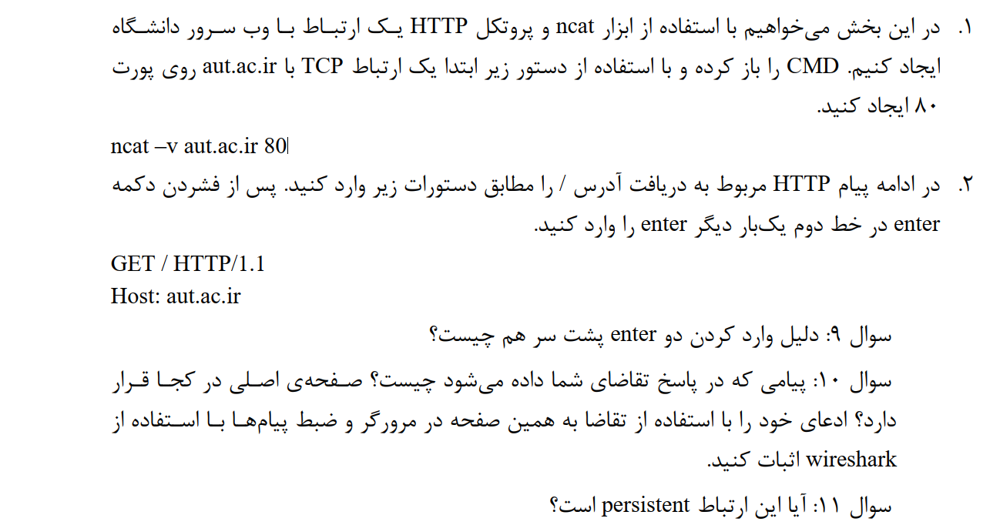 ۱. در این بخش می‌خواهیم با استفاده از ابزار ncat و پروتکل HTTP یک ارتباط با وب سرور دانشگاه
ایجاد کنیم. CMD را باز کرده و با استفاده از دستور زیر ابتدا یک ارتباط TCP با aut.ac.ir روی پورت
۸۰ ایجاد کنید.
ncat –v aut.ac.ir 80
۲. در ادامه پیام HTTP مربوط به دریافت آدرس / را مطابق دستورات زیر وارد کنید. پس از فشردن دکمه
enter در خط دوم یک‌بار دیگر enter را وارد کنید.
GET / HTTP/1.1
Host: aut.ac.ir
سوال ۹: دلیل وارد کردن دو enter پشت سر هم چیست؟
سوال ۱۰: پیامی که در پاسخ تقاضای شما داده می‌شود چیست؟ صفحه‌ی اصلی در کجا قرار
دارد؟ ادعای خود را با استفاده از تقاضا به همین صفحه در مرورگر و ضبط پیام‌ها با استفاده از
wireshark اثبات کنید.
سوال ۱۱: آیا این ارتباط persistent است؟